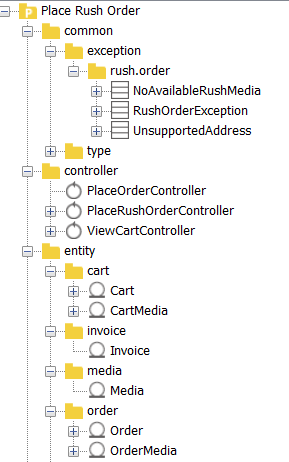 Place Rush Order
common
exception
rush.order
NoAvailableRushMedia
RushOrderException
UnsupportedAddress
type
controller
PlaceOrderController
PlaceRushOrderController
ViewCartController
entity
cart
Cart
CartMedia
invoice
Invoice
media
Media
order
Order
OrderMedia